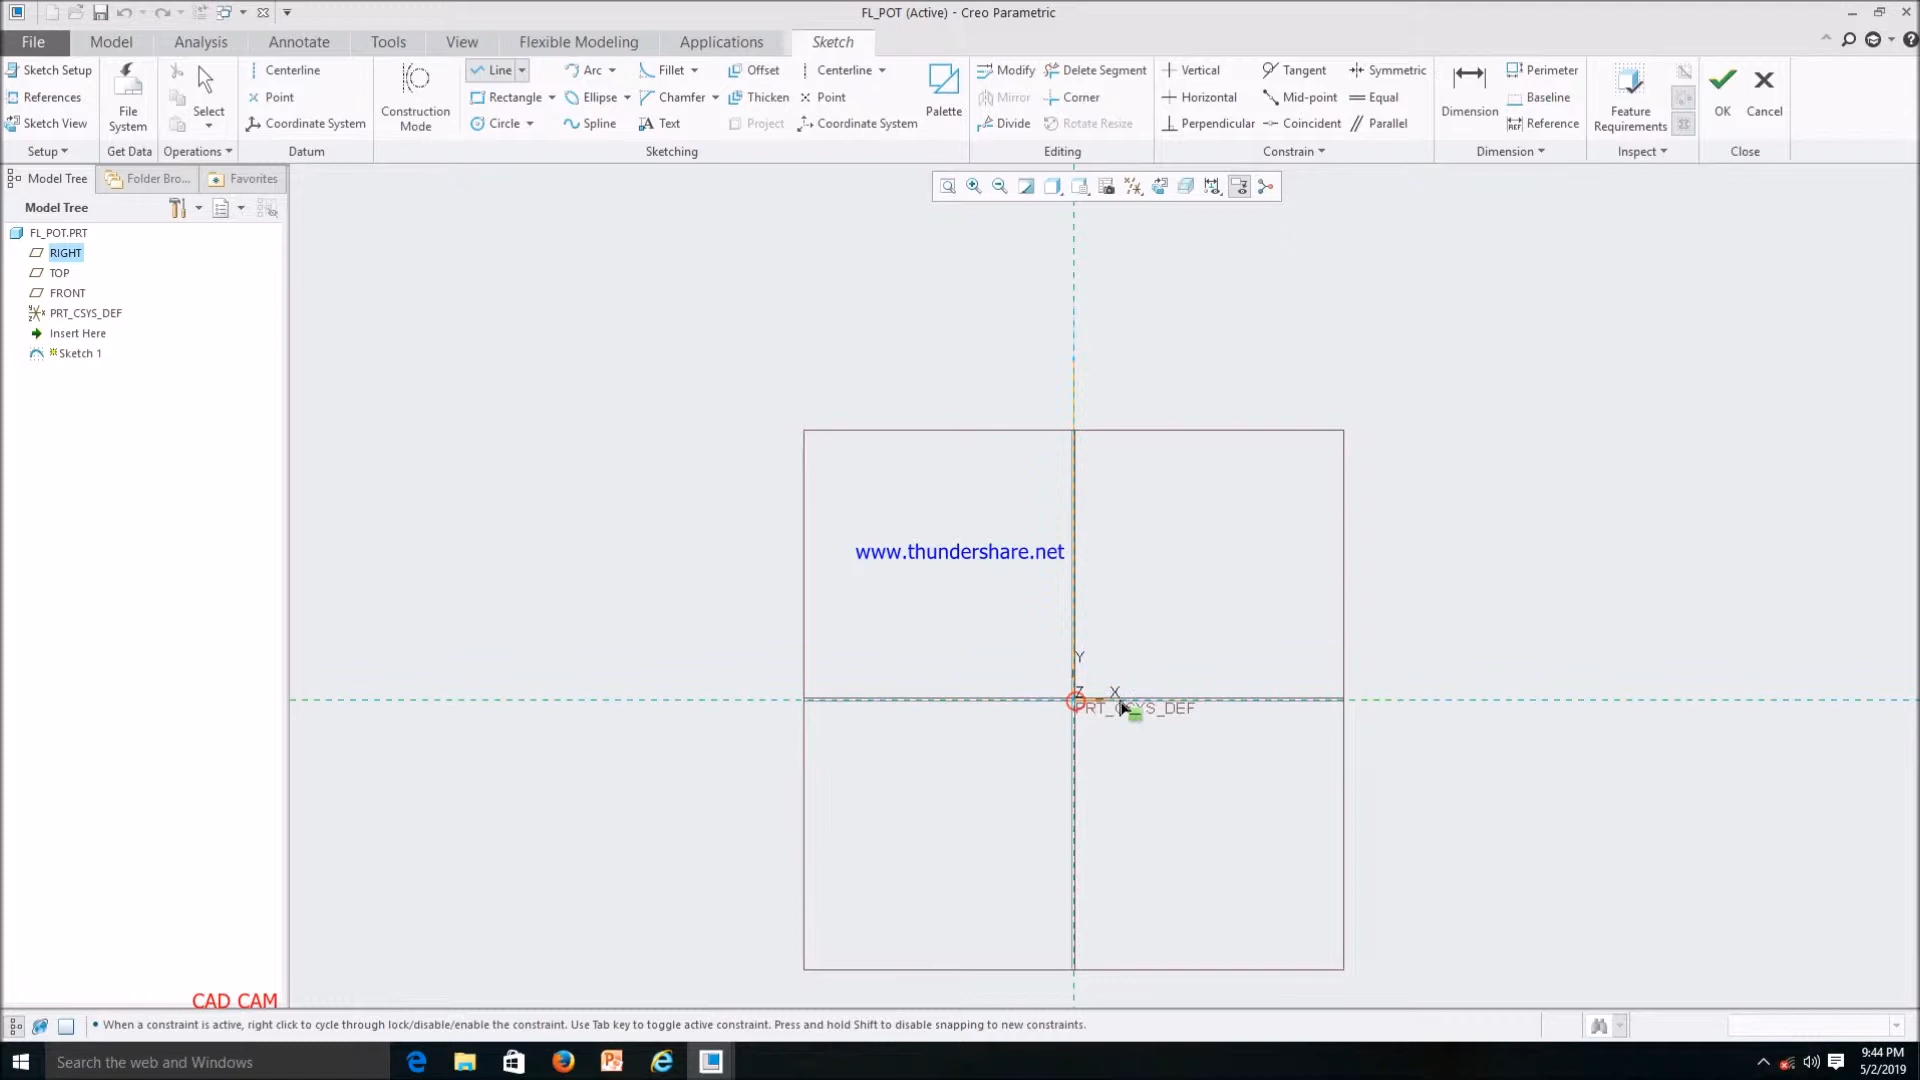 FL_POT (Active) - Creo Parametric
File Model Analysis Annotate Tools View Flexible Modeling Applications Sketch
Sketch Setup Centerline Line Arc Fillet Offset Centerline Modify Delete Segment Vertical Tangent Symmetric Perimeter
References File System Select Point Construction Mode Rectangle Ellipse Chamfer Thicken Point Palette Mirror Corner Horizontal Mid-point Equal Dimension Baseline Feature Requirements OK Cancel
Sketch View Coordinate System Circle Spline Text Project Coordinate System Divide Rotate Resize Perpendicular Coincident Parallel Reference
Setup Get Data Operations Datum Sketching Editing Constrain Dimension Inspect Close
Model Tree Folder Bro... Favorites
Model Tree
FL_POT.PRT
RIGHT
TOP
FRONT
PRT_CSYS_DEF
Insert Here
Sketch 1
www.thundershare.net
Y
Z X
PRT_CSYS_DEF
CAD CAM
• When a constraint is active, right click to cycle through lock/disable/enable the constraint. Use Tab key to toggle active constraint. Press and hold Shift to disable snapping to new constraints.
Search the web and Windows
9:44 PM
5/2/2019